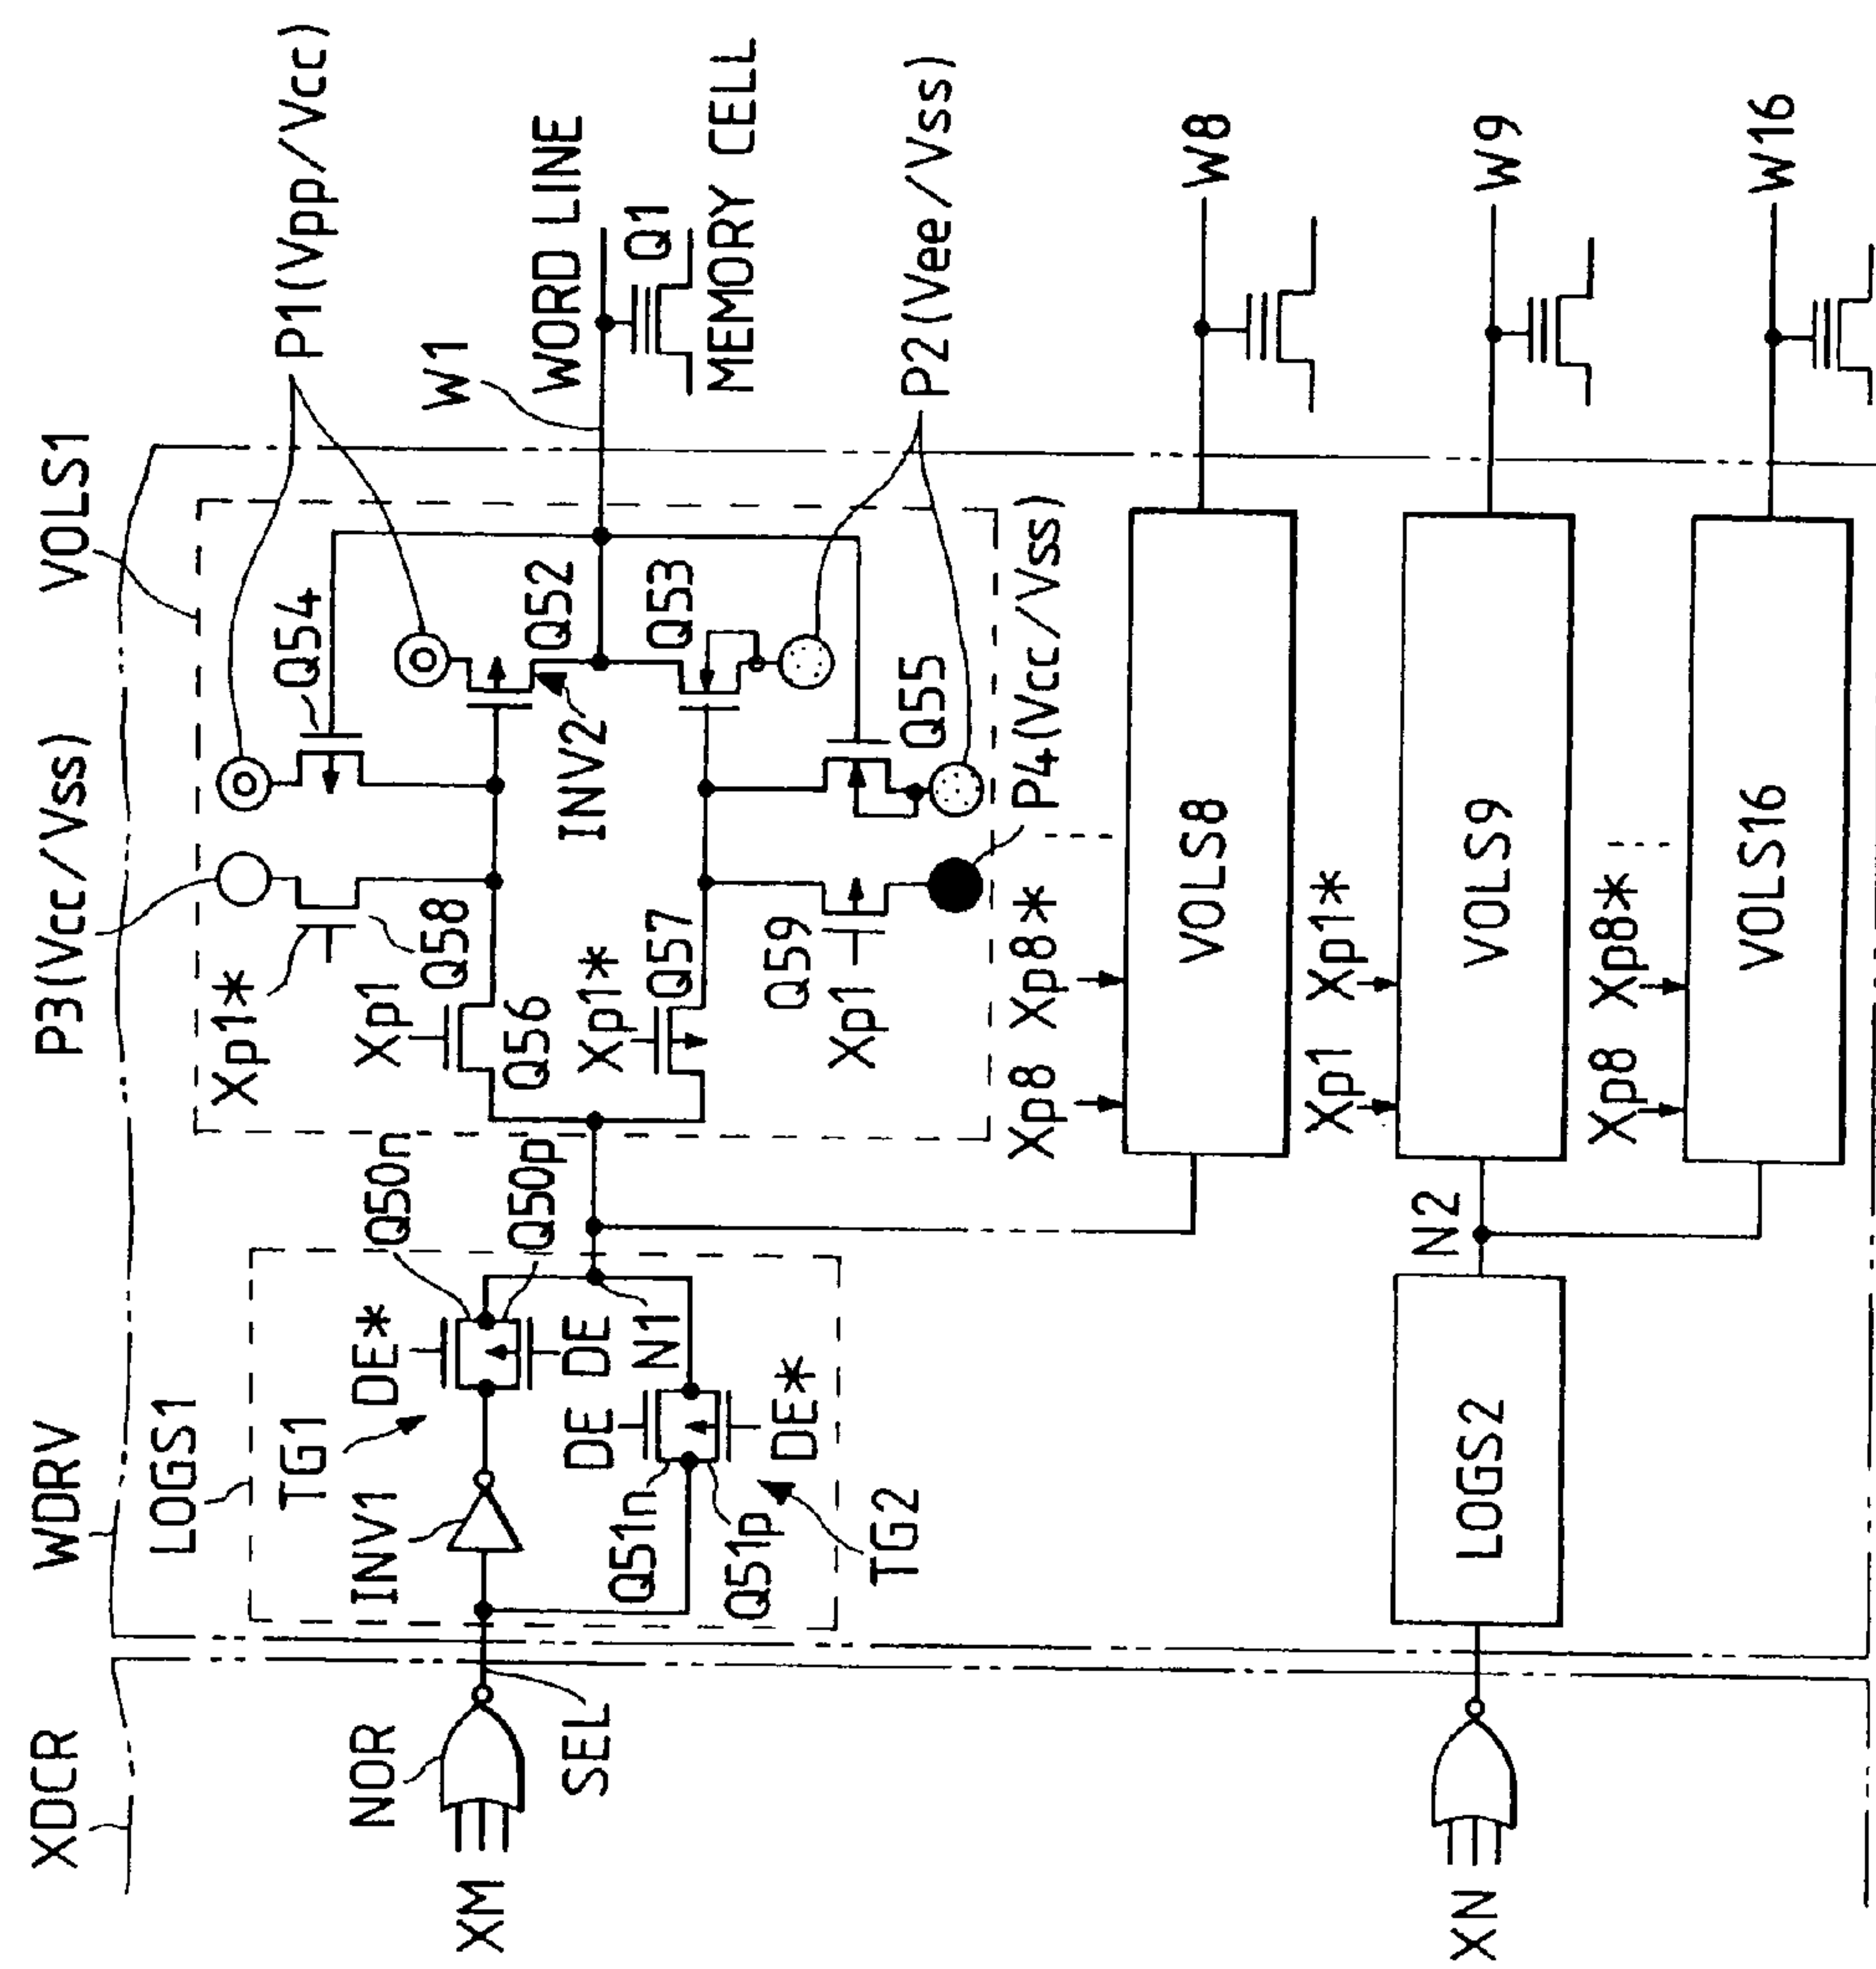 XDCR
WDRV
P3(Vcc/Vss)
VOLS1
LOGS1
P1(Vpp/Vcc)
Xp1*
Q54
TG1
DE*
Q50n
Xp1
Q58
W1
NOR
INV1
Q50p
Q56
Q52
WORD LINE
XM
SEL
DE
DE
N1
Xp1*
Q57
INV2
Q53
Q1
MEMORY CELL
Q51n
Q51p
DE*
TG2
Xp1
Q59
Q55
P2(Vee/Vss)
P4(Vcc/Vss)
Xp8
Xp8*
VOLS8
W8
Xp1
Xp1*
N2
VOLS9
W9
XN
LOGS2
Xp8
Xp8*
VOLS16
W16